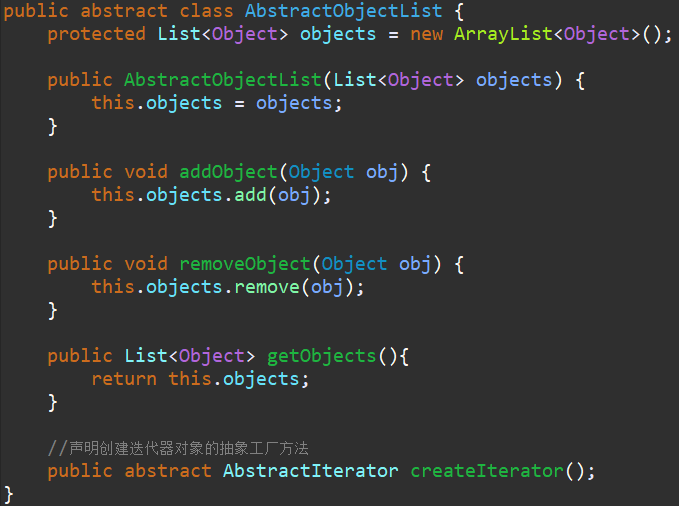 public abstract class AbstractObjectList {
    protected List<Object> objects = new ArrayList<Object>();

    public AbstractObjectList(List<Object> objects) {
        this.objects = objects;
    }

    public void addObject(Object obj) {
        this.objects.add(obj);
    }

    public void removeObject(Object obj) {
        this.objects.remove(obj);
    }

    public List<Object> getObjects(){
        return this.objects;
    }

    //声明创建迭代器对象的抽象工厂方法
    public abstract AbstractIterator createIterator();
}